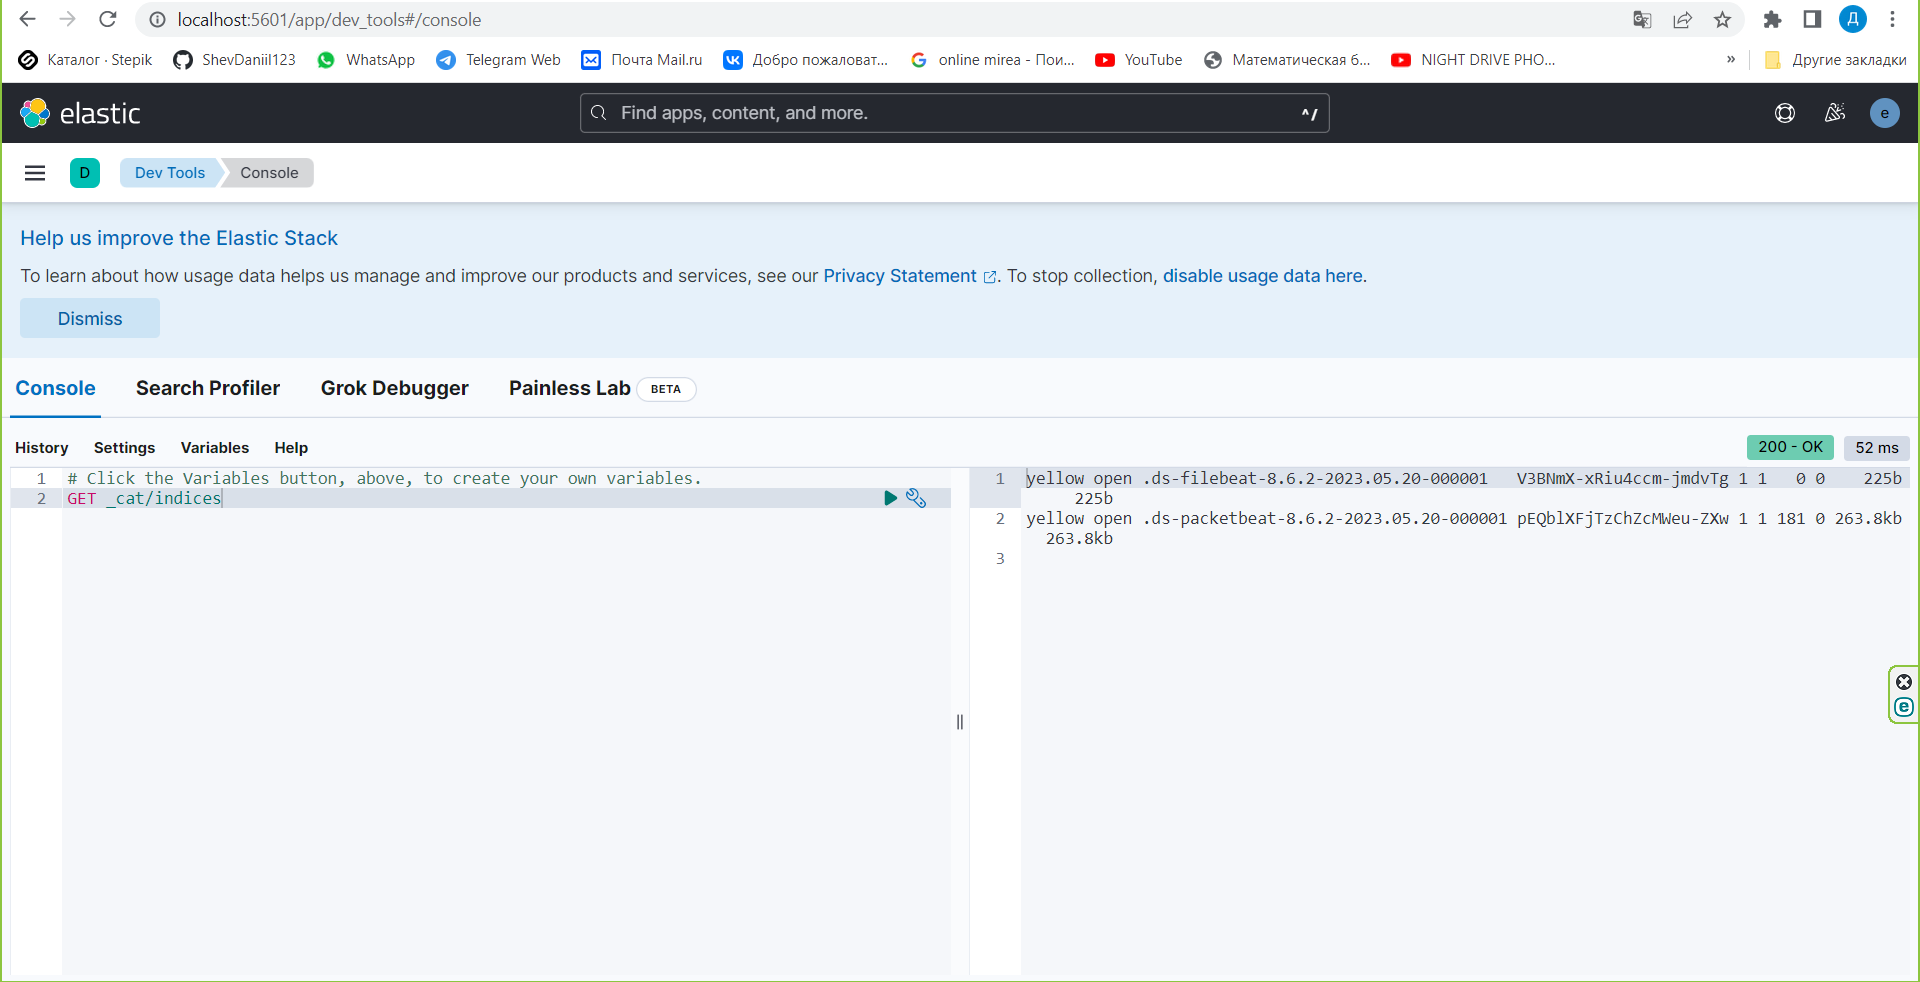 localhost:5601/app/dev_tools#/console
Д
Каталог · Stepik ShevDaniil123 WhatsApp Telegram Web Почта Mail.ru Добро пожаловат... online mirea - Пои... YouTube Математическая б... NIGHT DRIVE PHO... » Другие закладки
elastic Find apps, content, and more. ^/ e
D Dev Tools Console
Help us improve the Elastic Stack
To learn about how usage data helps us manage and improve our products and services, see our Privacy Statement. To stop collection, disable usage data here.
Dismiss
Console Search Profiler Grok Debugger Painless Lab BETA
History Settings Variables Help 200 - OK 52 ms
1 # Click the Variables button, above, to create your own variables.
2 GET _cat/indices
1 yellow open .ds-filebeat-8.6.2-2023.05.20-000001 V3BNmX-xRiu4ccm-jmdvTg 1 1 0 0 225b
225b
2 yellow open .ds-packetbeat-8.6.2-2023.05.20-000001 pEQblXFjTzChZcMWeu-ZXw 1 1 181 0 263.8kb
263.8kb
3